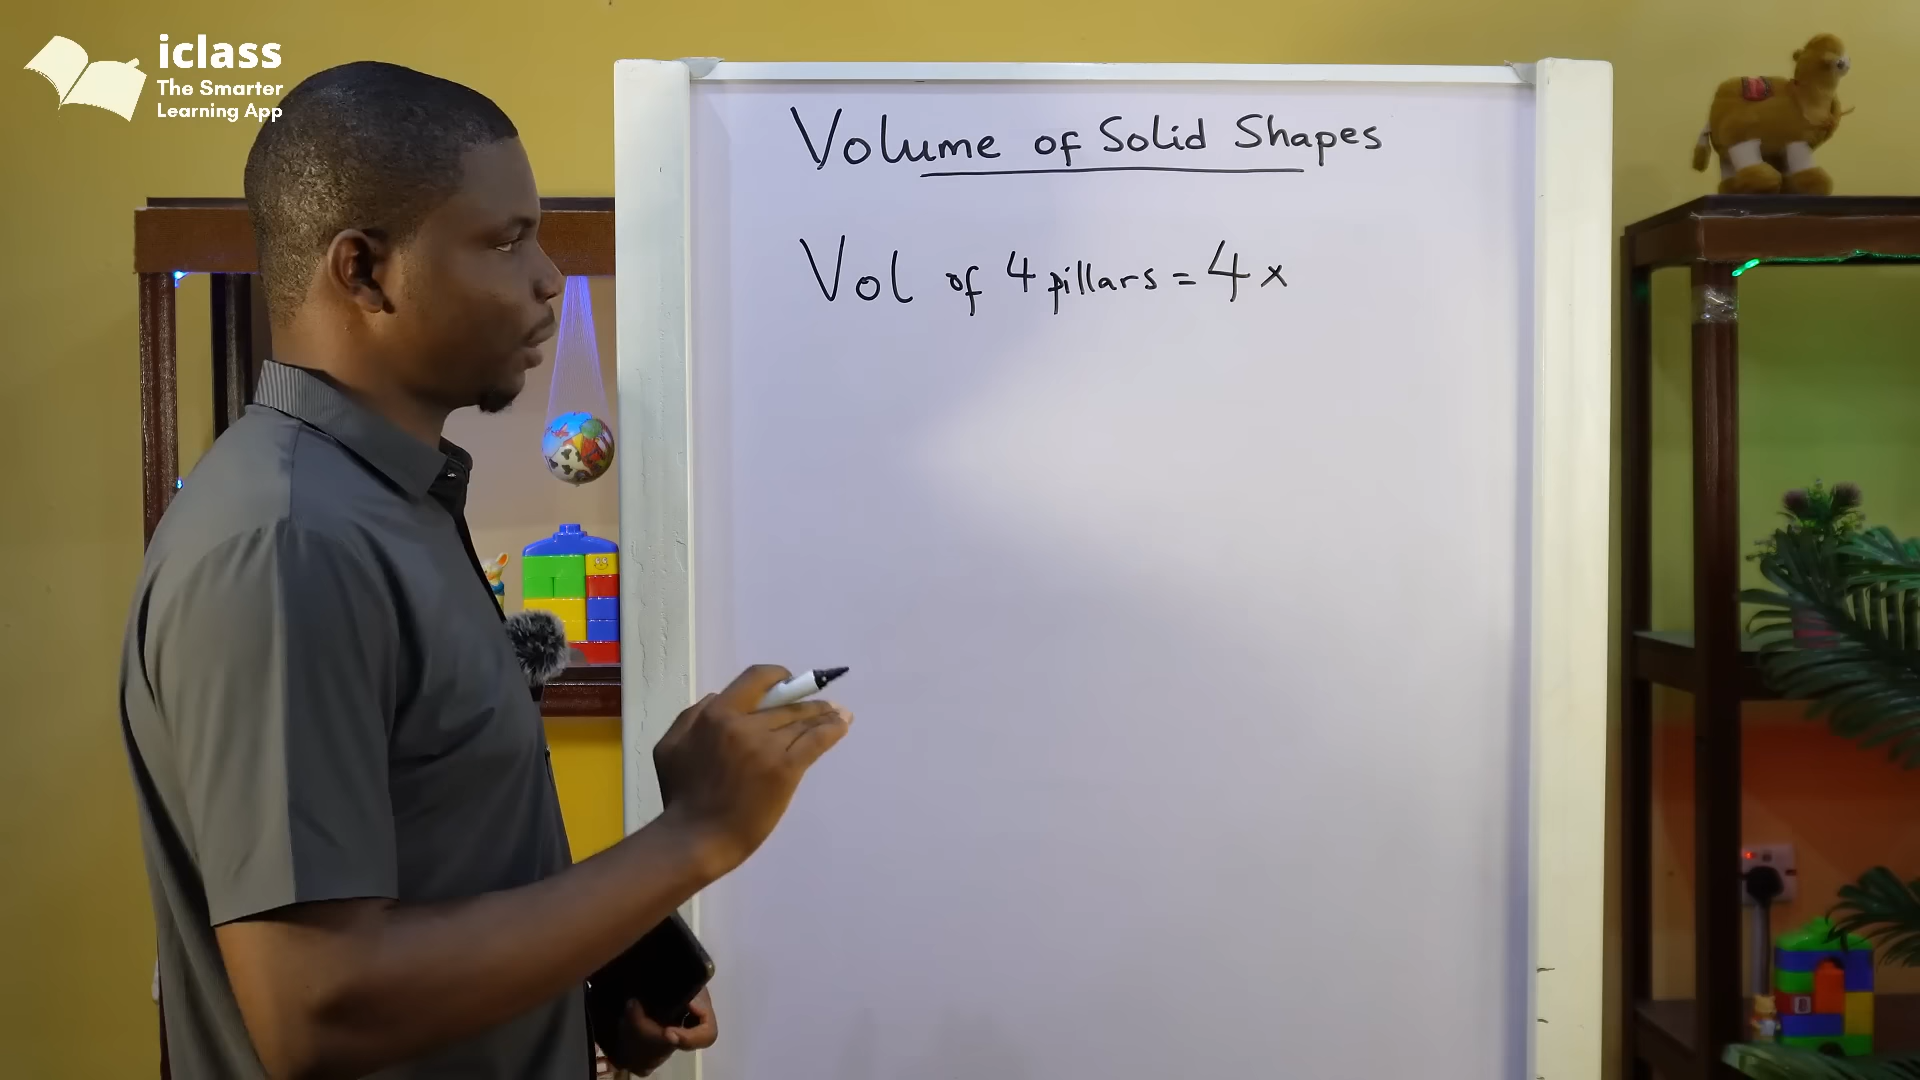 iclass
The Smarter
Learning App
Volume of Solid Shapes
Vol of 4 pillars = 4 x